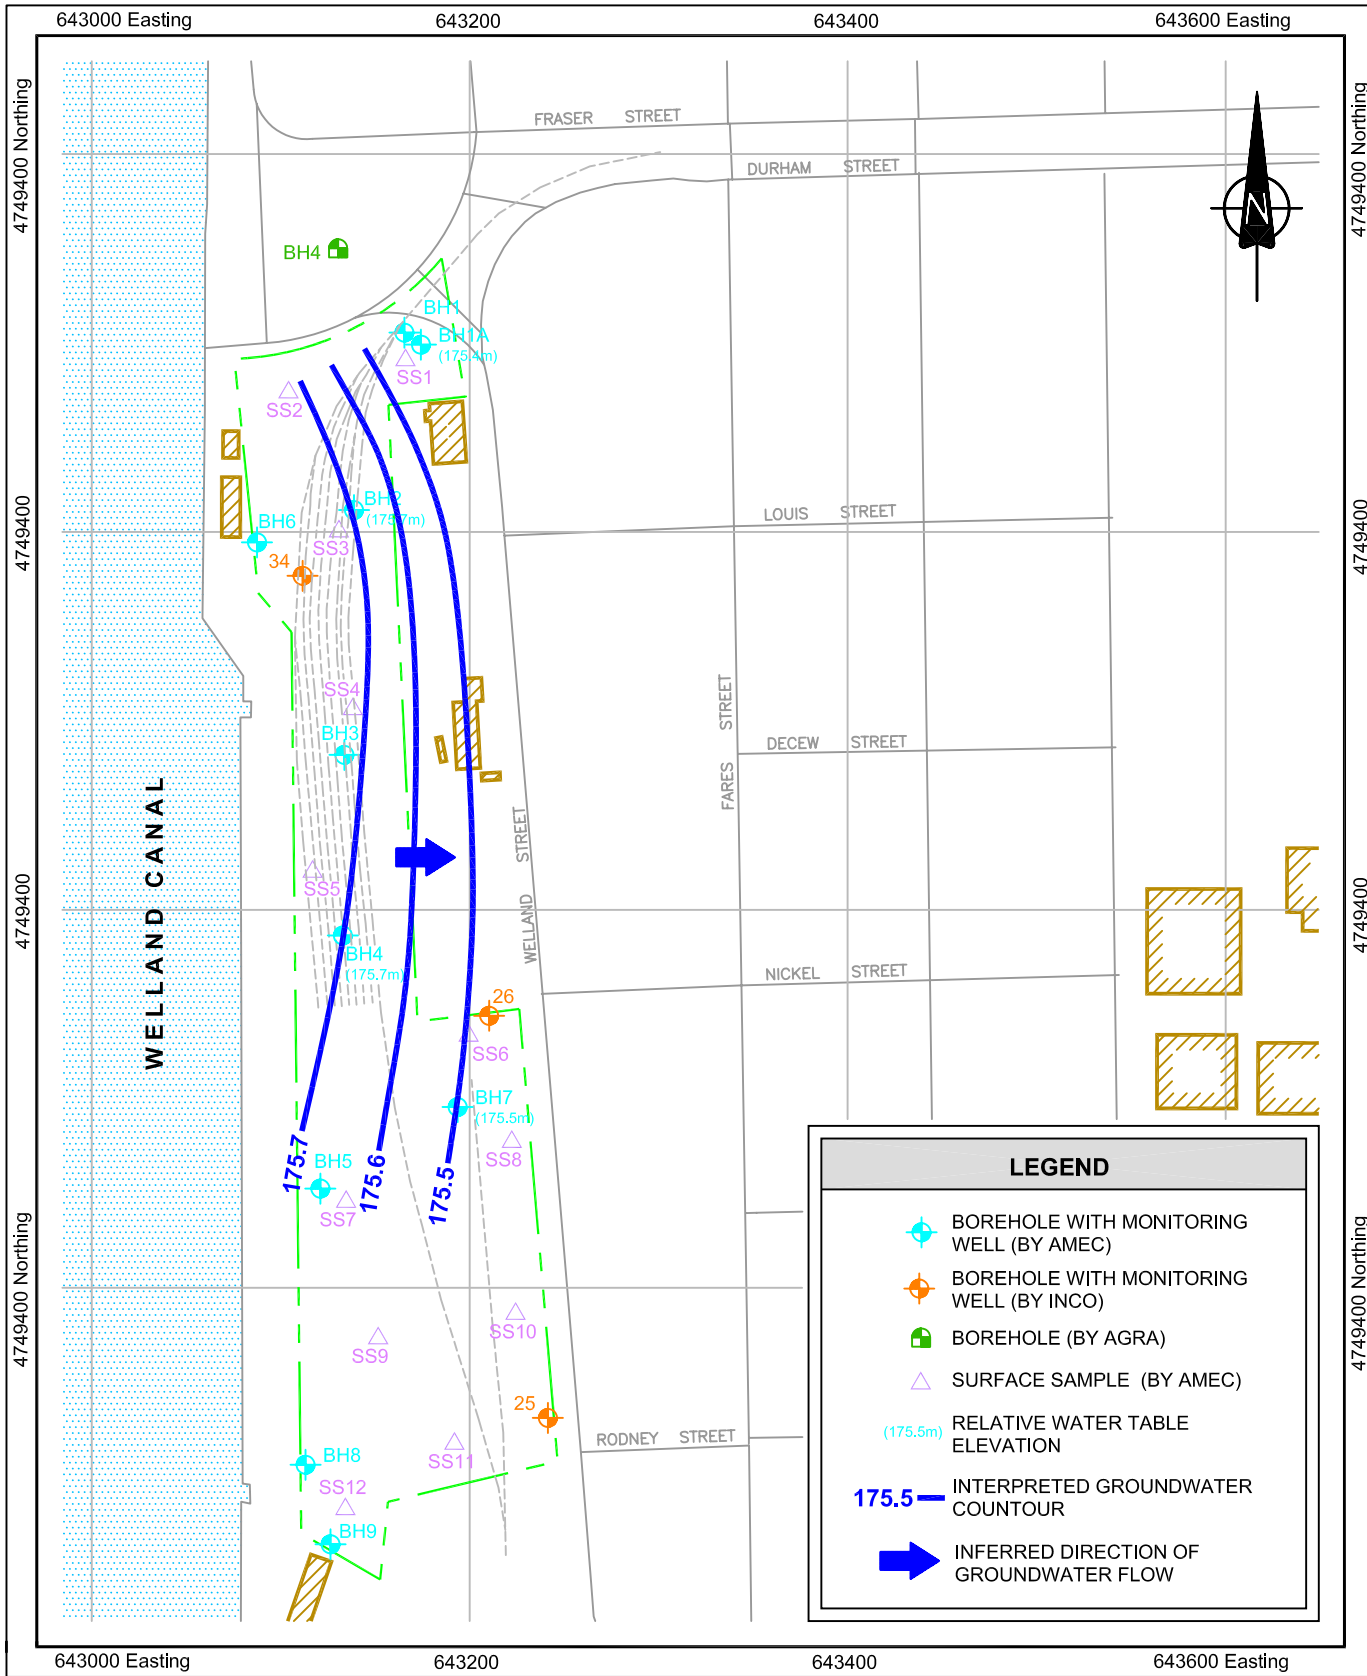 643000 Easting
643200
643400
643600 Easting
4749400 Northing
4749400 Northing
FRASER STREET
DURHAM STREET
N
BH4
BH1
BH1A
(175.4m)
SS1
SS2
BH2
(175.7m)
BH6
SS3
34
4749400
4749400
LOUIS STREET
SS4
BH3
FARES STREET
DECEW STREET
WELLAND CANAL
WELLAND STREET
SS5
BH4
(175.7m)
4749400
4749400
NICKEL STREET
26
SS6
BH7
(175.5m)
SS8
175.7
175.6
175.5
BH5
SS7
4749400 Northing
4749400 Northing
SS10
SS9
25
SS11
RODNEY STREET
BH8
SS12
BH9
LEGEND
BOREHOLE WITH MONITORING
WELL (BY AMEC)
BOREHOLE WITH MONITORING
WELL (BY INCO)
BOREHOLE (BY AGRA)
SURFACE SAMPLE (BY AMEC)
(175.5m) RELATIVE WATER TABLE
ELEVATION
175.5 INTERPRETED GROUNDWATER
COUNTOUR
INFERRED DIRECTION OF
GROUNDWATER FLOW
643000 Easting
643200
643400
643600 Easting